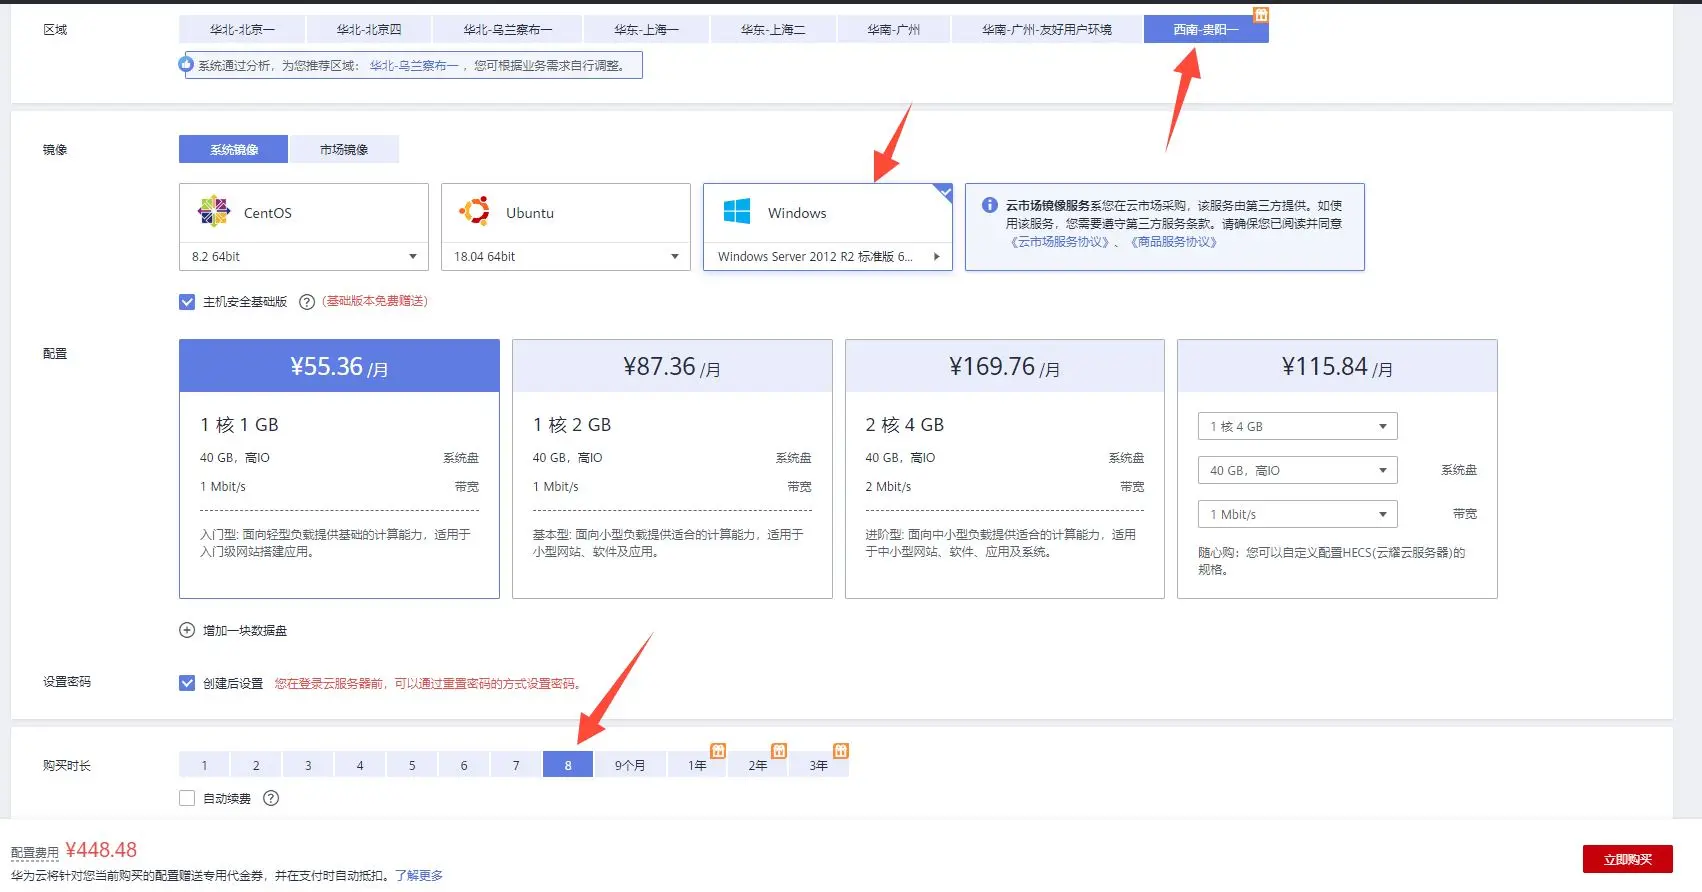 区域
华北-北京一
华北-北京四
华北-乌兰察布一
华东-上海一
华东-上海二
华南-广州
华南-广州-友好用户环境
西南-贵阳一
系统通过分析，为您推荐区域： 华北-乌兰察布一 ，您可根据业务需求自行调整。
镜像
系统镜像
市场镜像
CentOS
8.2 64bit
Ubuntu
18.04 64bit
Windows
Windows Server 2012 R2 标准版 6...
云市场镜像服务系您在云市场采购，该服务由第三方提供。如使
用该服务，您需要遵守第三方服务条款。请确保您已阅读并同意
《云市场服务协议》、《商品服务协议》
主机安全基础版 ? (基础版本免费赠送)
配置
¥55.36 /月
1 核 1 GB
40 GB，高IO 系统盘
1 Mbit/s 带宽
入门型: 面向轻型负载提供基础的计算能力，适用于
入门级网站搭建应用。
¥87.36 /月
1 核 2 GB
40 GB，高IO 系统盘
1 Mbit/s 带宽
基本型: 面向小型负载提供适合的计算能力，适用于
小型网站、软件及应用。
¥169.76 /月
2 核 4 GB
40 GB，高IO 系统盘
2 Mbit/s 带宽
进阶型: 面向中小型负载提供适合的计算能力，适用
于中小型网站、软件、应用及系统。
¥115.84 /月
1 核 4 GB
40 GB，高IO 系统盘
1 Mbit/s 带宽
随心购：您可以自定义配置HECS(云耀云服务器)的
规格。
增加一块数据盘
设置密码
创建后设置 您在登录云服务器前，可以通过重置密码的方式设置密码。
购买时长
1
2
3
4
5
6
7
8
9个月
1年
2年
3年
自动续费 ?
配置费用 ¥448.48
华为云将针对您当前购买的配置赠送专用代金券，并在支付时自动抵扣。了解更多
立即购买